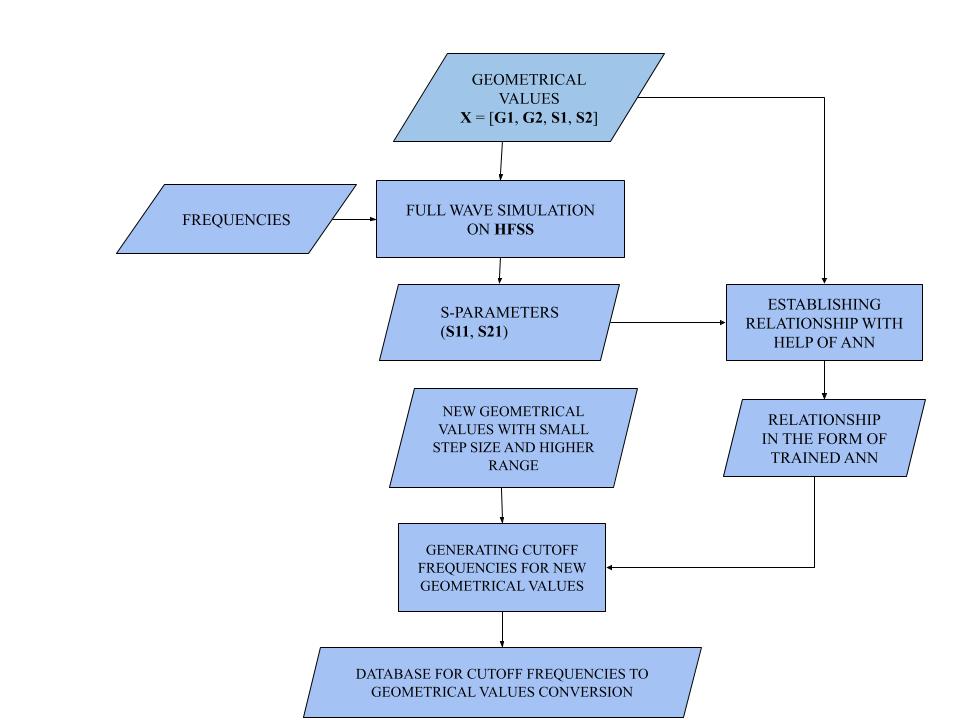 GEOMETRICAL
VALUES
X = [G1, G2, S1, S2]
FREQUENCIES
FULL WAVE SIMULATION
ON HFSS
S-PARAMETERS
(S11, S21)
ESTABLISHING
RELATIONSHIP WITH
HELP OF ANN
NEW GEOMETRICAL
VALUES WITH SMALL
STEP SIZE AND HIGHER
RANGE
RELATIONSHIP
IN THE FORM OF
TRAINED ANN
GENERATING CUTOFF
FREQUENCIES FOR NEW
GEOMETRICAL VALUES
DATABASE FOR CUTOFF FREQUENCIES TO
GEOMETRICAL VALUES CONVERSION